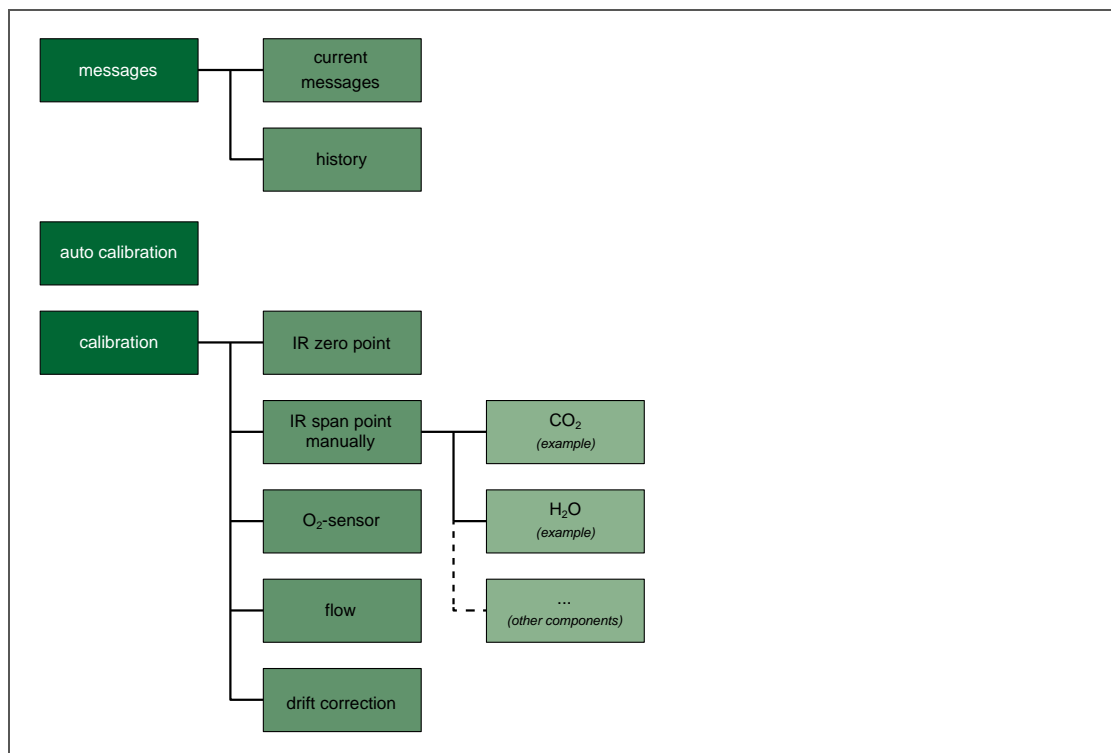 messages
current
messages
history
auto calibration
calibration
IR zero point
IR span point
manually
CO₂
(example)
O₂-sensor
H₂O
(example)
flow
...
(other components)
drift correction